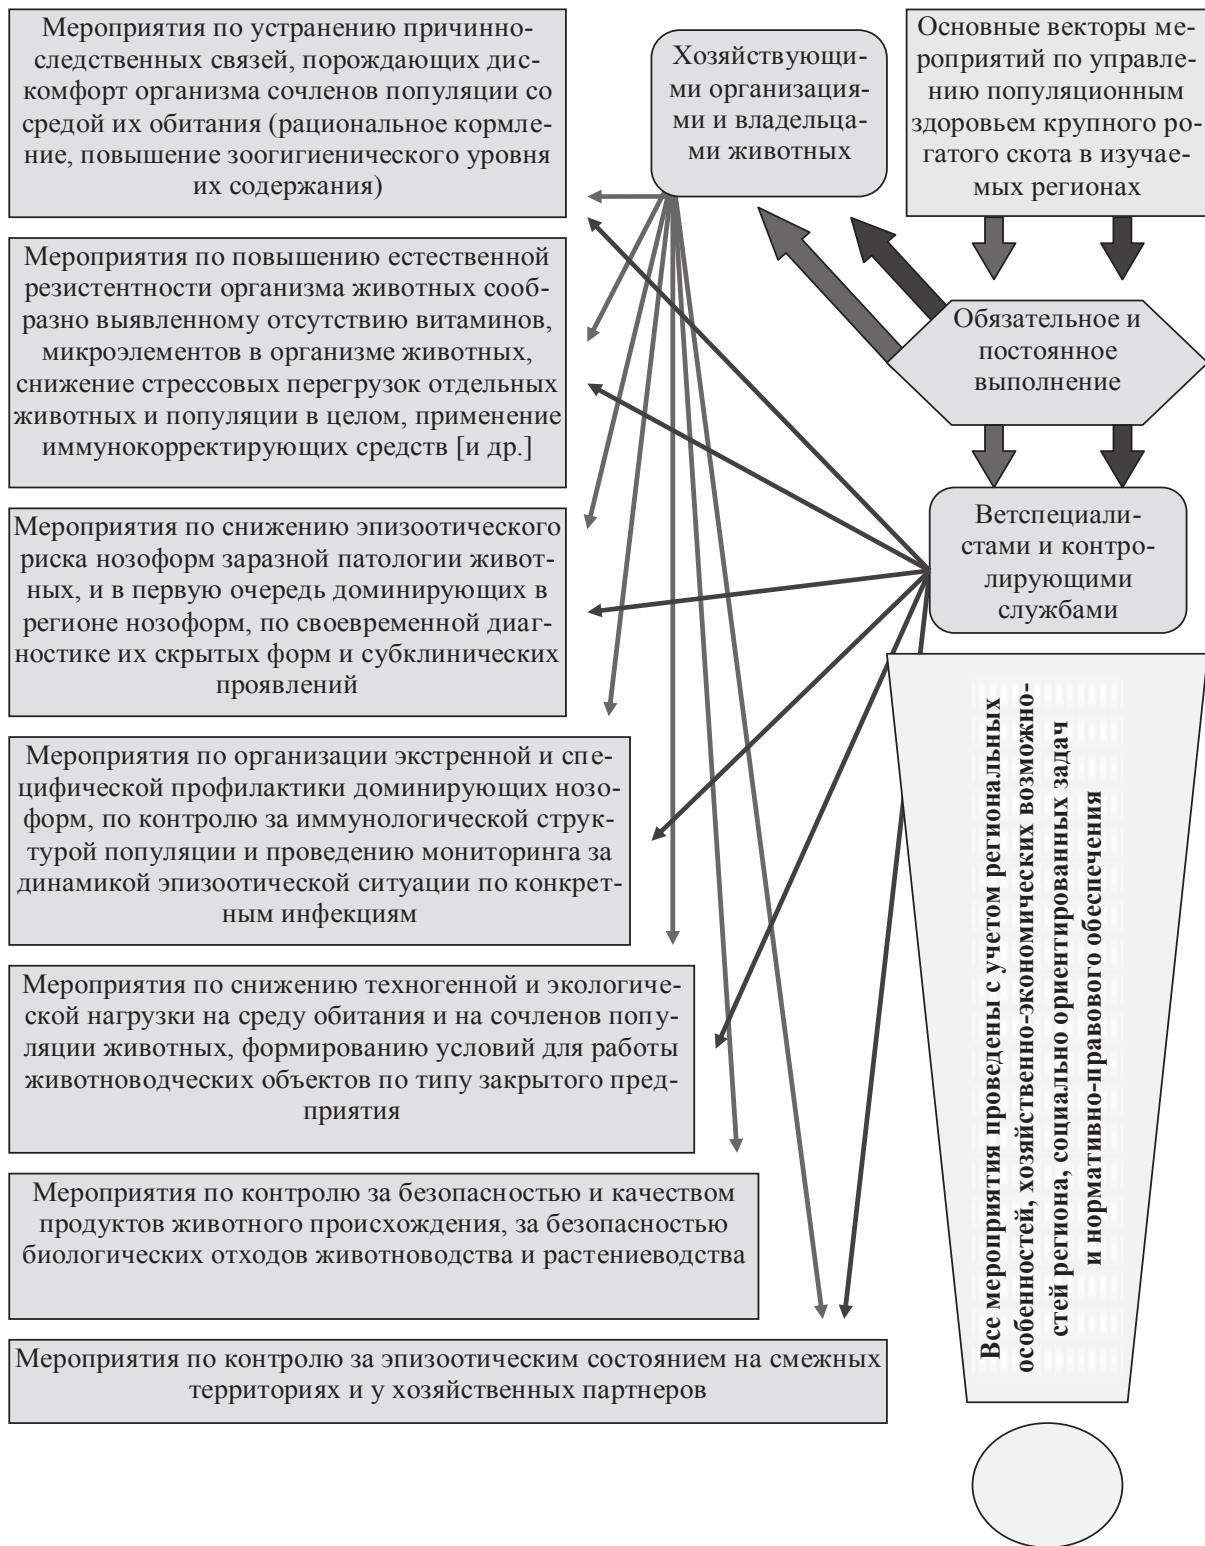 Мероприятия по устранению причинно-
следственных связей, порождающих дис-
комфорт организма сочленов популяции со
средой их обитания (рациональное кормле-
ние, повышение зоогигиенического уровня
их содержания)
Хозяйствующи-
ми организация-
ми и владельца-
ми животных
Основные векторы ме-
роприятий по управле-
нию популяционным
здоровьем крупного ро-
гатого скота в изучае-
мых регионах
Мероприятия по повышению естественной
резистентности организма животных сооб-
разно выявленному отсутствию витаминов,
микроэлементов в организме животных,
снижение стрессовых перегрузок отдельных
животных и популяции в целом, применение
иммунокорректирующих средств [и др.]
Обязательное и
постоянное
выполнение
Мероприятия по снижению эпизоотического
риска нозоформ заразной патологии живот-
ных, и в первую очередь доминирующих в
регионе нозоформ, по своевременной диаг-
ностике их скрытых форм и субклинических
проявлений
Ветспециали-
стами и контро-
лирующими
службами
Мероприятия по организации экстренной и спе-
цифической профилактики доминирующих нозо-
форм, по контролю за иммунологической струк-
турой популяции и проведению мониторинга за
динамикой эпизоотической ситуации по конкрет-
ным инфекциям
Мероприятия по снижению техногенной и экологиче-
ской нагрузки на среду обитания и на сочленов попу-
ляции животных, формированию условий для работы
животноводческих объектов по типу закрытого пред-
приятия
Мероприятия по контролю за безопасностью и качеством
продуктов животного происхождения, за безопасностью
биологических отходов животноводства и растениеводства
Мероприятия по контролю за эпизоотическим состоянием на смежных
территориях и у хозяйственных партнеров
Все мероприятия проведены с учетом региональных
особенностей, хозяйственно-экономических возможно-
стей региона, социально ориентированных задач
и нормативно-правового обеспечения